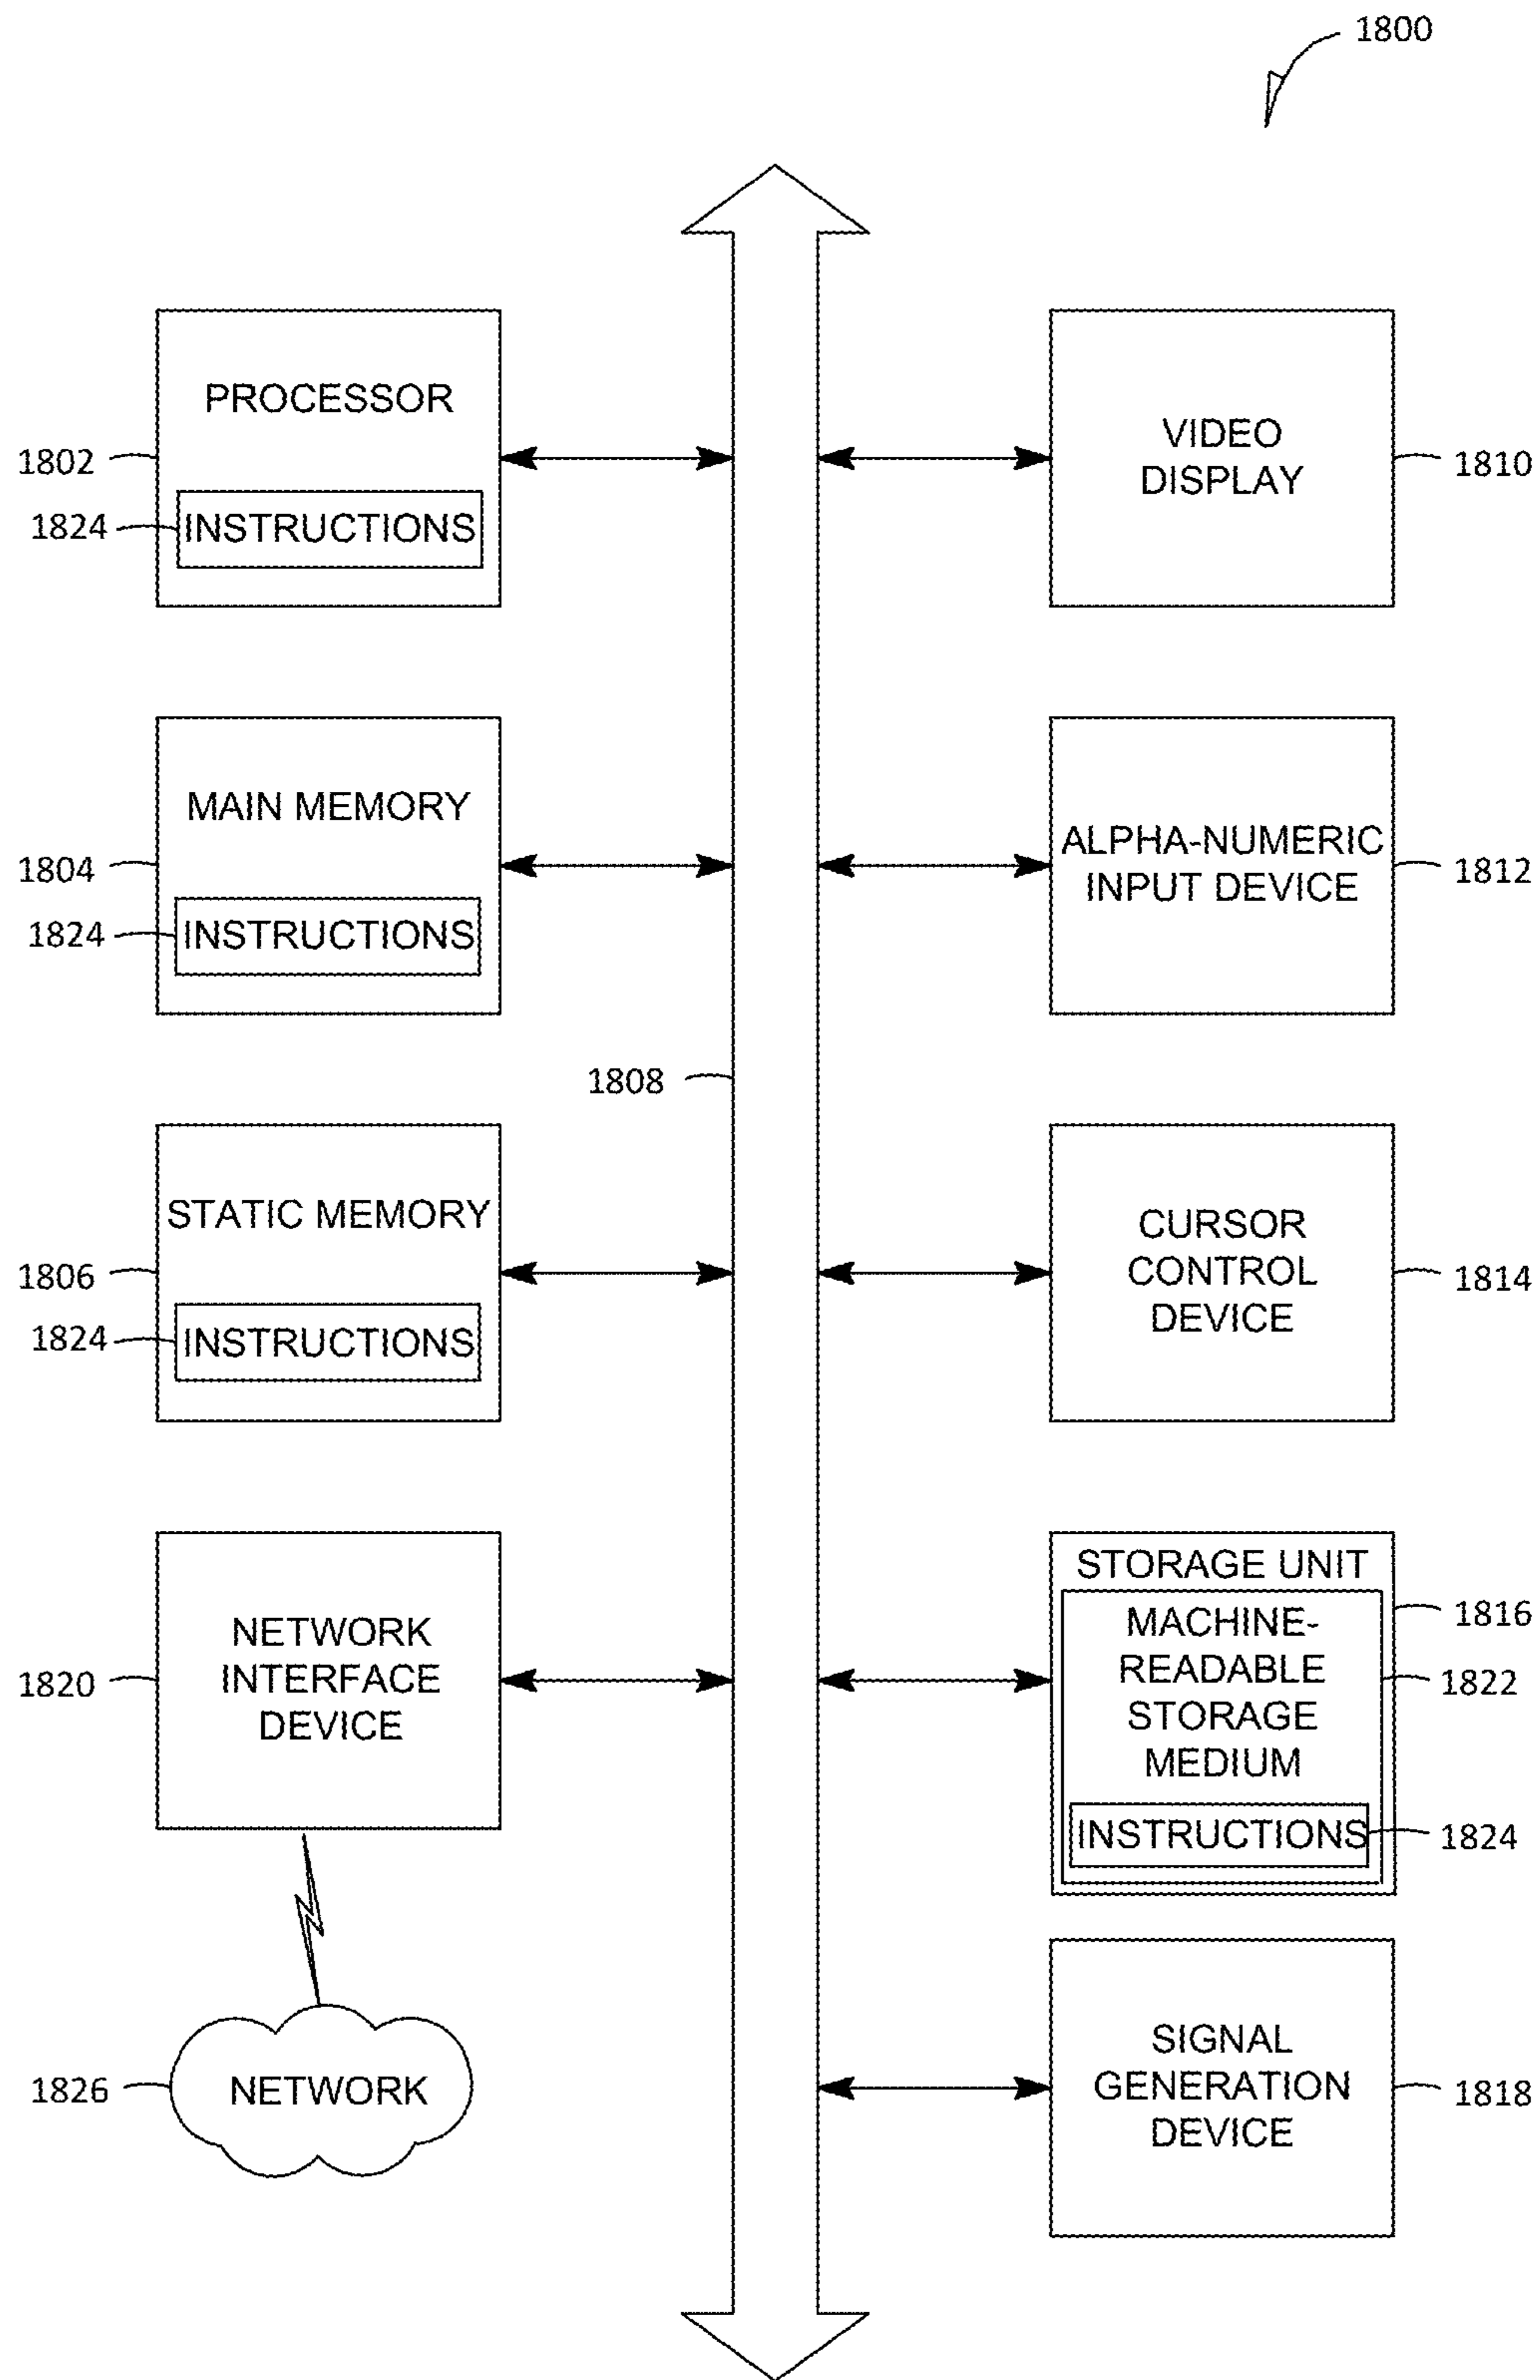 1800
PROCESSOR
1802
1824
INSTRUCTIONS
VIDEO
DISPLAY
1810
MAIN MEMORY
1804
1824
INSTRUCTIONS
ALPHA-NUMERIC
INPUT DEVICE
1812
1808
STATIC MEMORY
1806
1824
INSTRUCTIONS
CURSOR
CONTROL
DEVICE
1814
NETWORK
INTERFACE
DEVICE
1820
STORAGE UNIT
1816
MACHINE-
READABLE
STORAGE
MEDIUM
1822
INSTRUCTIONS
1824
1826
NETWORK
SIGNAL
GENERATION
DEVICE
1818